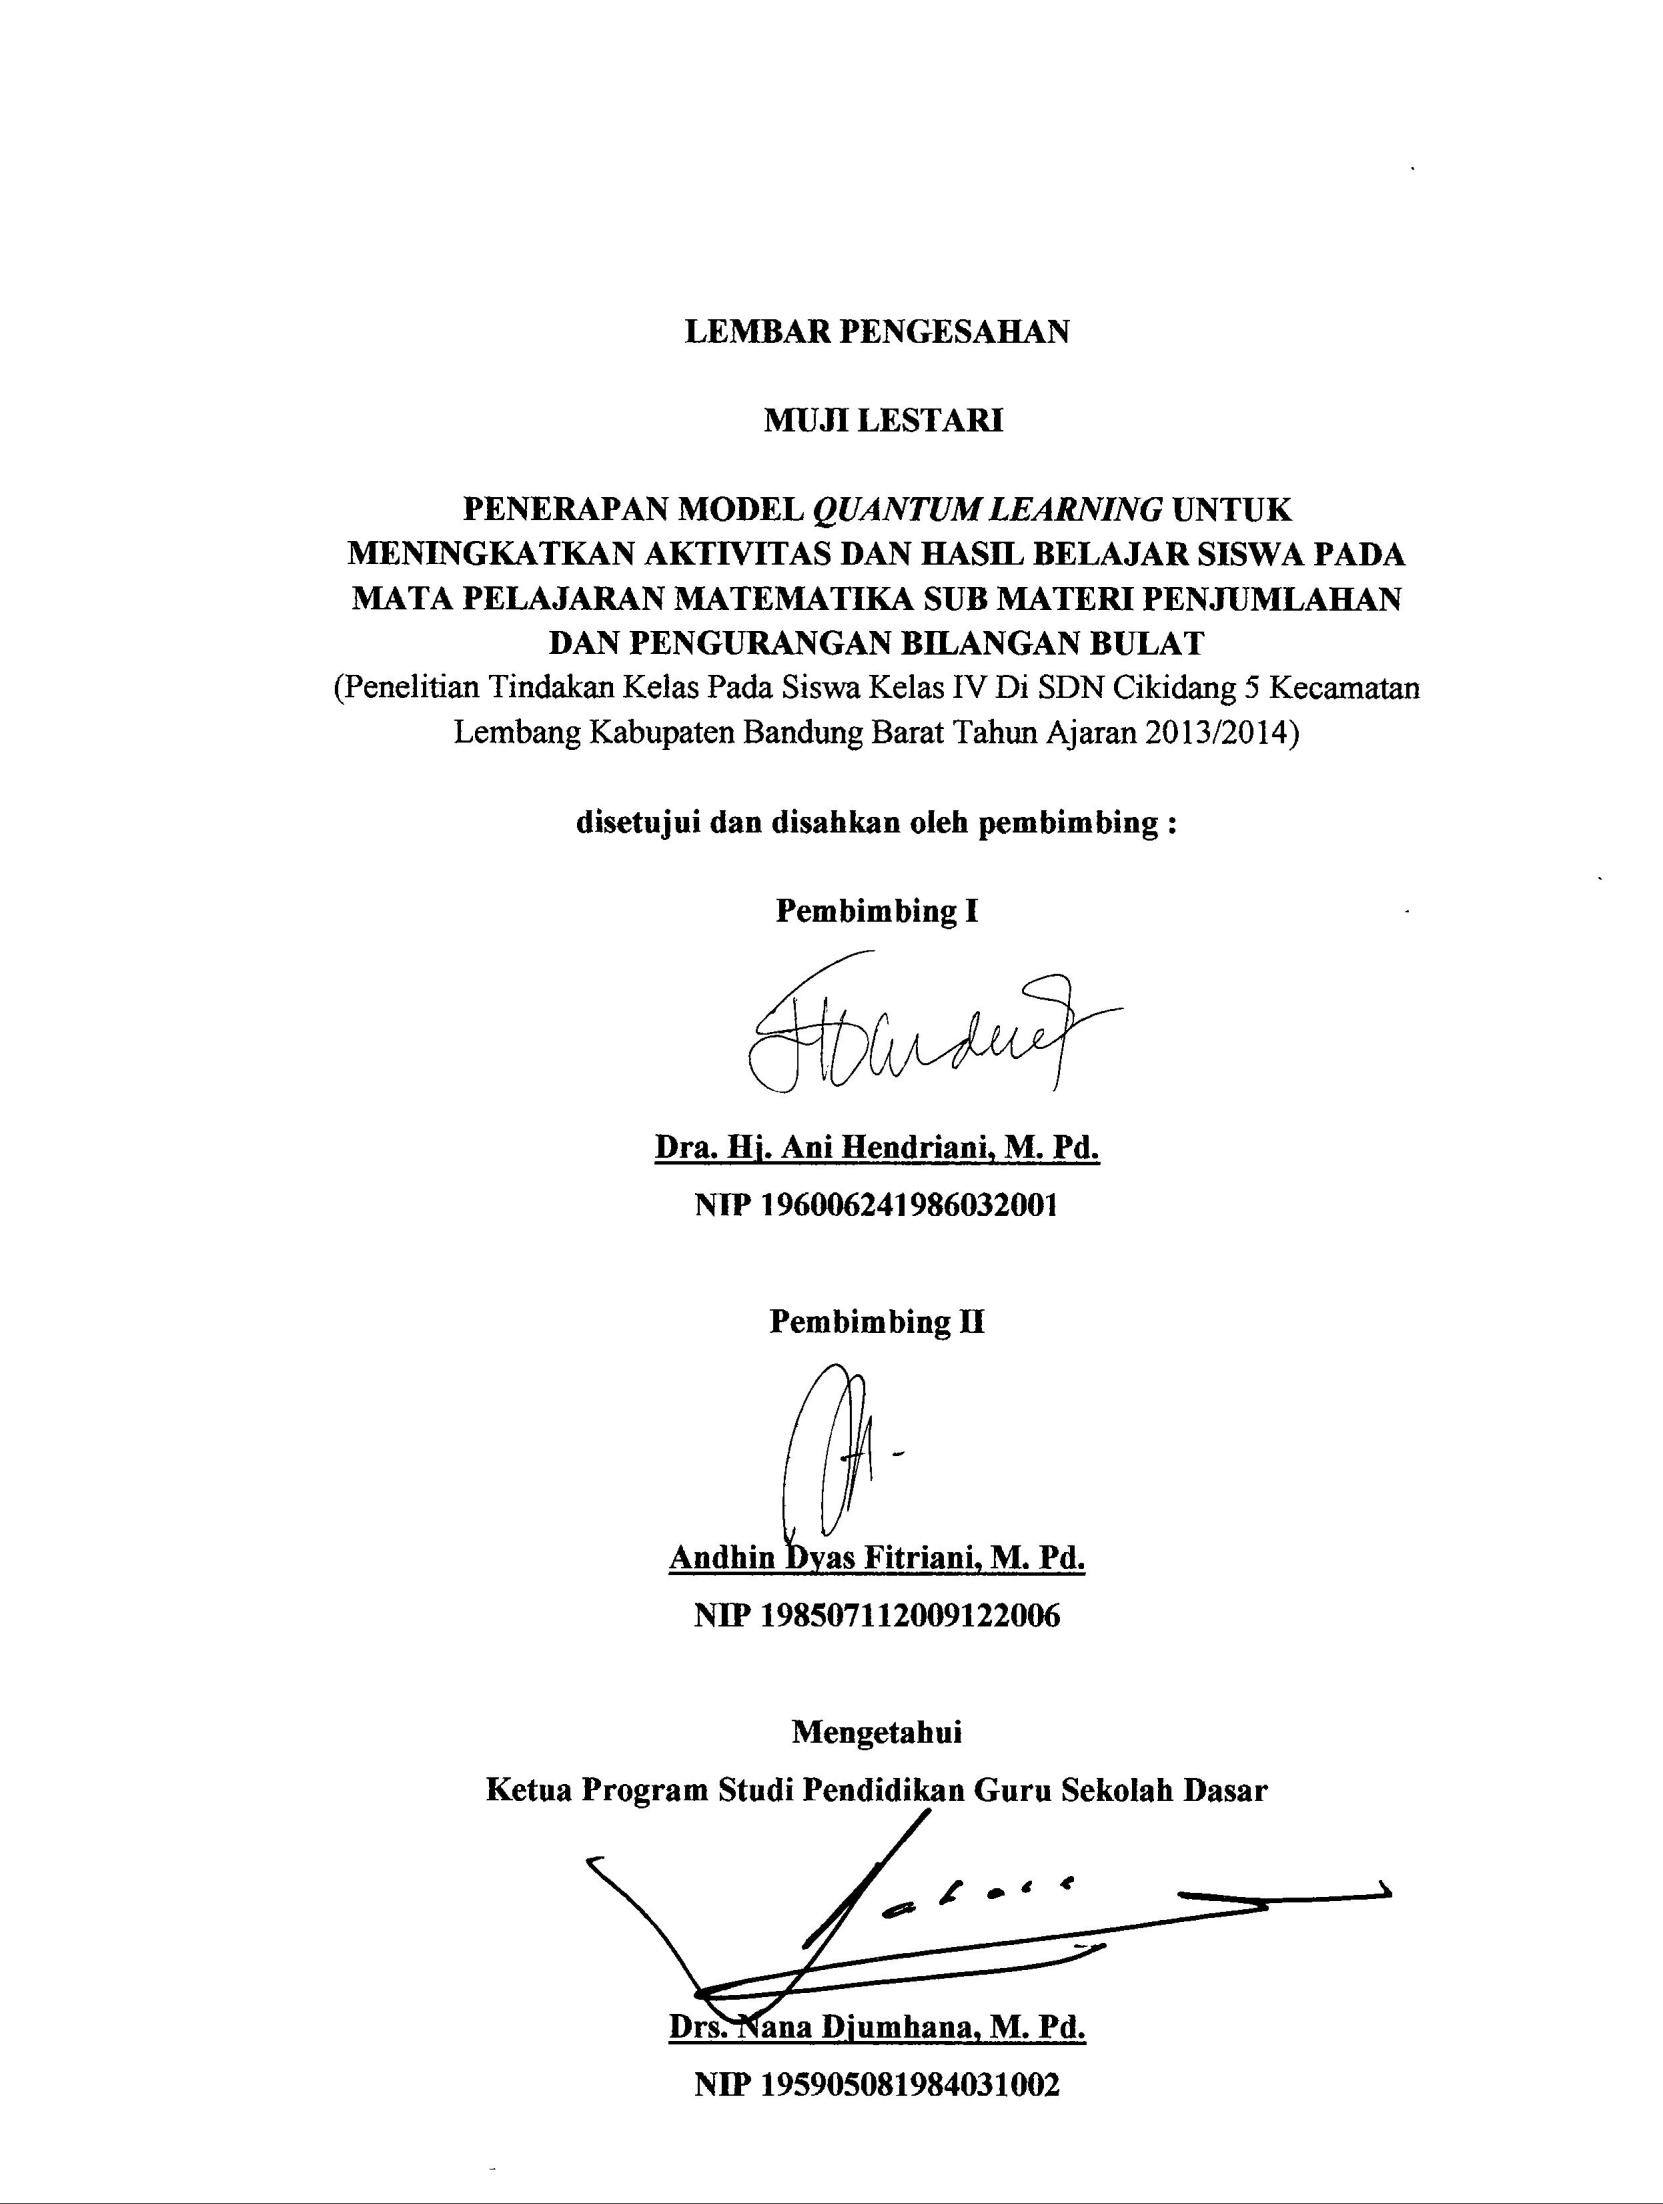 LEMBAR PENGESAHAN
MUJI LESTARI
PENERAPAN MODEL QUANTUM LEARNING UNTUK
MENINGKATKAN AKTIVITAS DAN HASIL BELAJAR SISWA PADA
MATA PELAJARAN MATEMATIKA SUB MATERI PENJUMLAHAN
DAN PENGURANGAN BILANGAN BULAT
(Penelitian Tindakan Kelas Pada Siswa Kelas IV Di SDN Cikidang 5 Kecamatan
Lembang Kabupaten Bandung Barat Tahun Ajaran 2013/2014)
disetujui dan disahkan oleh pembimbing :
Pembimbing I
Dra. Hj. Ani Hendriani, M. Pd.
NIP 196006241986032001
Pembimbing II
Andhin Dyas Fitriani, M. Pd.
NIP 198507112009122006
Mengetahui
Ketua Program Studi Pendidikan Guru Sekolah Dasar
Drs. Nana Djumhana, M. Pd.
NIP 195905081984031002